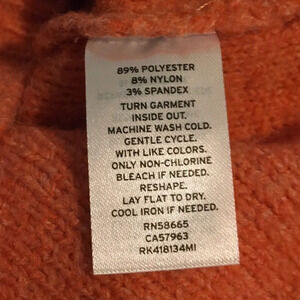 89% POLYESTER
8% NYLON
3% SPANDEX
TURN GARMENT
INSIDE OUT.
MACHINE WASH COLD.
GENTLE CYCLE.
WITH LIKE COLORS.
ONLY NON-CHLORINE
BLEACH IF NEEDED.
RESHAPE.
LAY FLAT TO DRY.
COOL IRON IF NEEDED.
RN58665
CA57963
RK418134MI